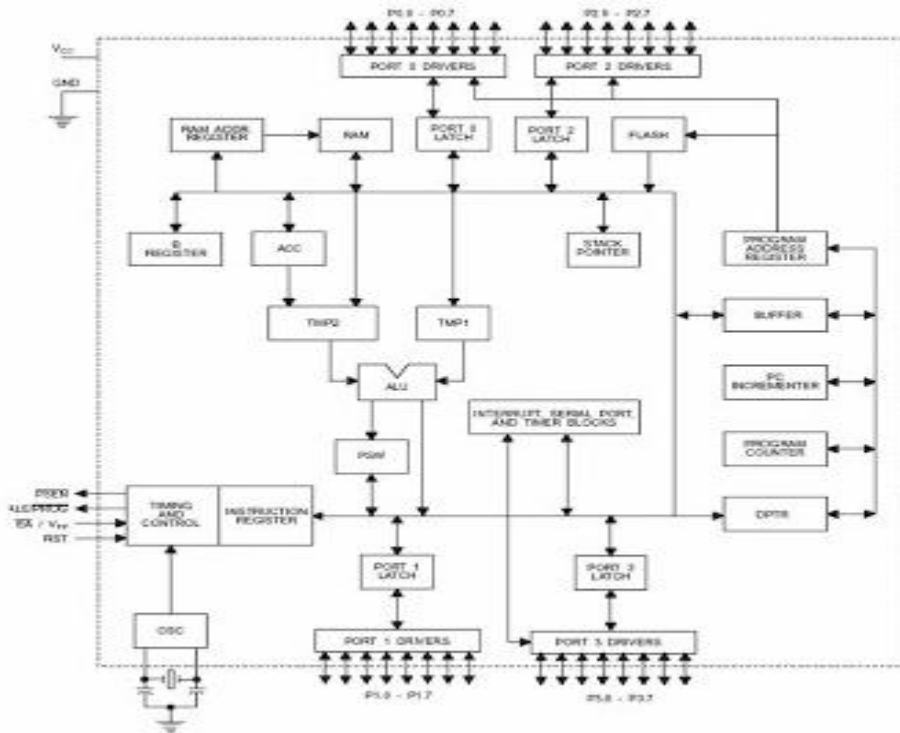 P0.0 - P0.7
P2.0 - P2.7
VCC
PORT 0 DRIVERS
PORT 2 DRIVERS
GND
RAM ADDR.
REGISTER
RAM
PORT 0
LATCH
PORT 2
LATCH
FLASH
B
REGISTER
ACC
STACK
POINTER
PROGRAM
ADDRESS
REGISTER
TMP2
TMP1
BUFFER
ALU
PC
INCREMENTER
INTERRUPT, SERIAL PORT,
AND TIMER BLOCKS
PSW
PROGRAM
COUNTER
PSEN
ALE/PROG
EA / VPP
RST
TIMING
AND
CONTROL
INSTRUCTION
REGISTER
DPTR
PORT 1
LATCH
PORT 3
LATCH
OSC
PORT 1 DRIVERS
PORT 3 DRIVERS
P1.0 - P1.7
P3.0 - P3.7